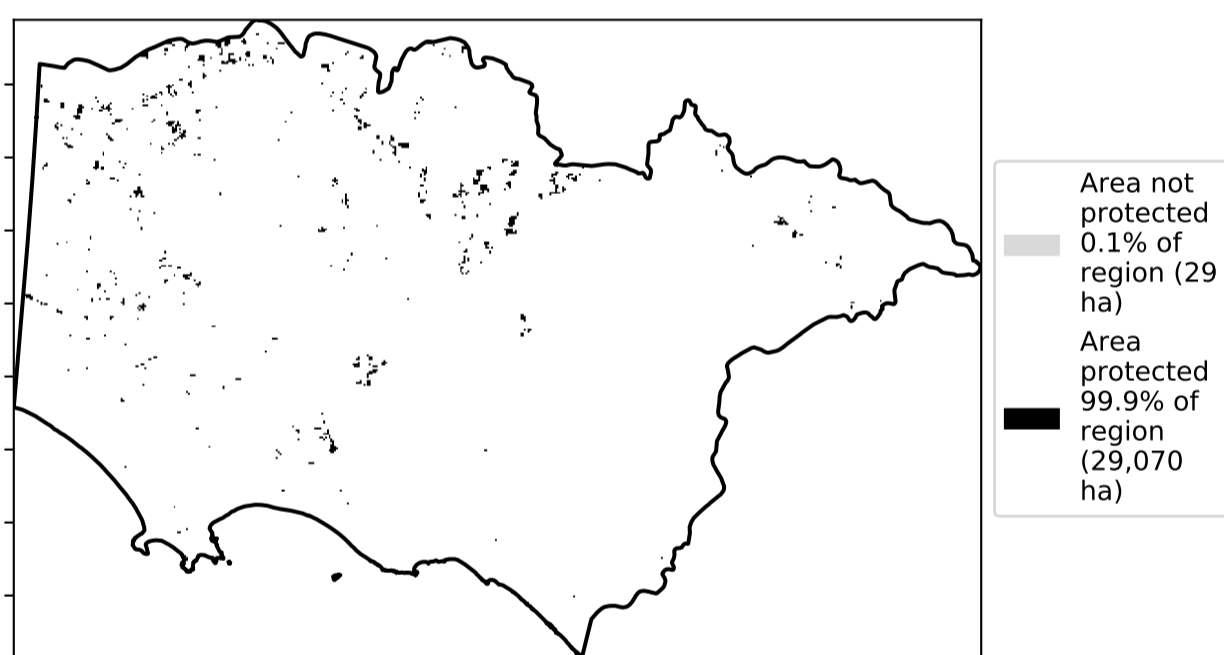 Area not
protected
0.1% of
region (29
ha)
Area
protected
99.9% of
region
(29,070
ha)